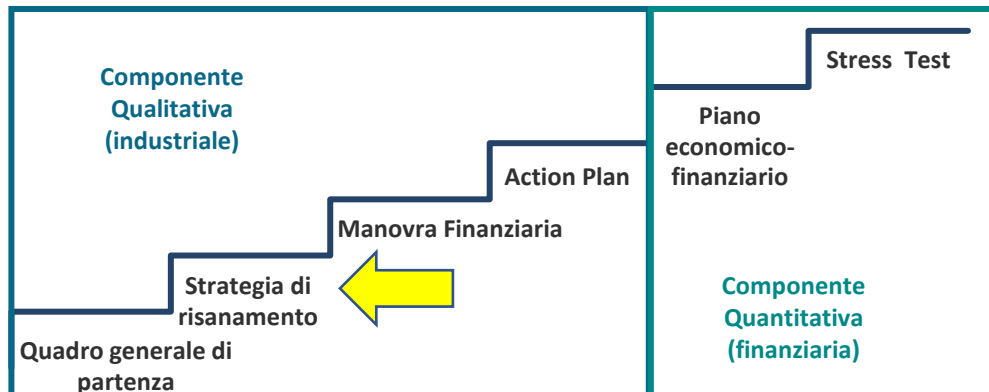 Componente
Qualitativa
(industriale)
Quadro generale di
partenza
Strategia di
risanamento
Manovra Finanziaria
Action Plan
Piano
economico-
finanziario
Stress Test
Componente
Quantitativa
(finanziaria)